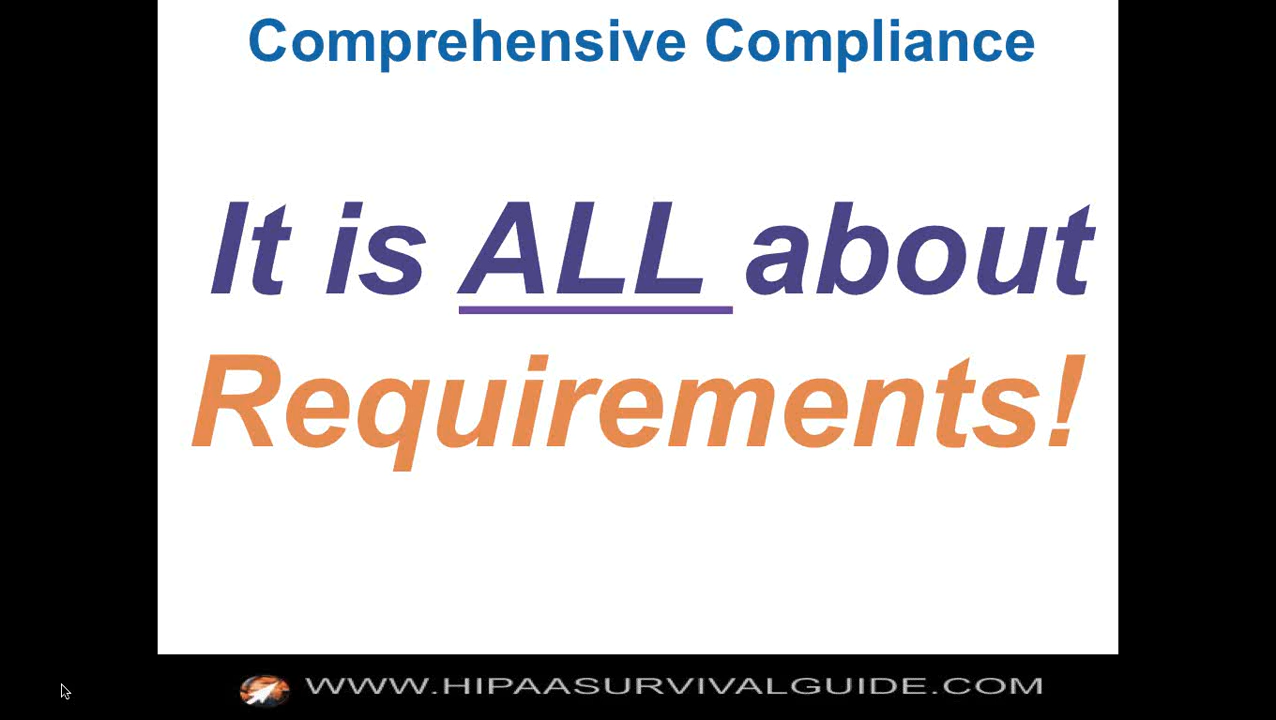 Comprehensive Compliance
It is ALL about
Requirements!
WWW.HIPAASURVIVALGUIDE.COM